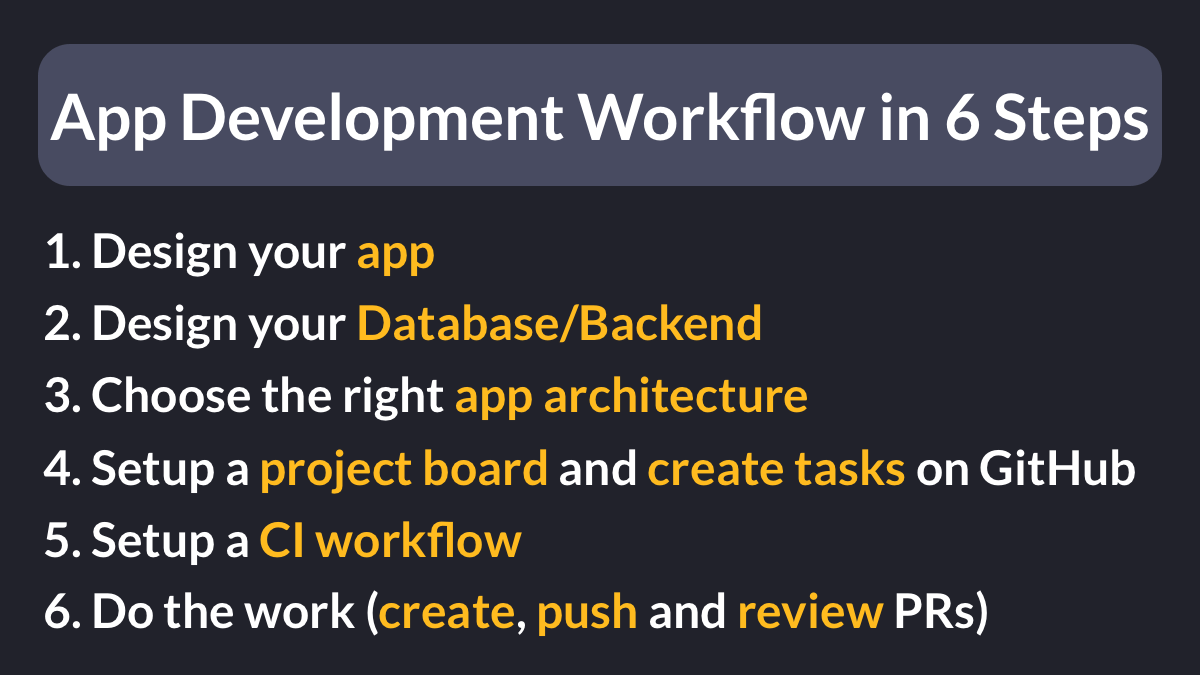 App Development Workflow in 6 Steps
1. Design your app
2. Design your Database/Backend
3. Choose the right app architecture
4. Setup a project board and create tasks on GitHub
5. Setup a CI workflow
6. Do the work (create, push and review PRs)